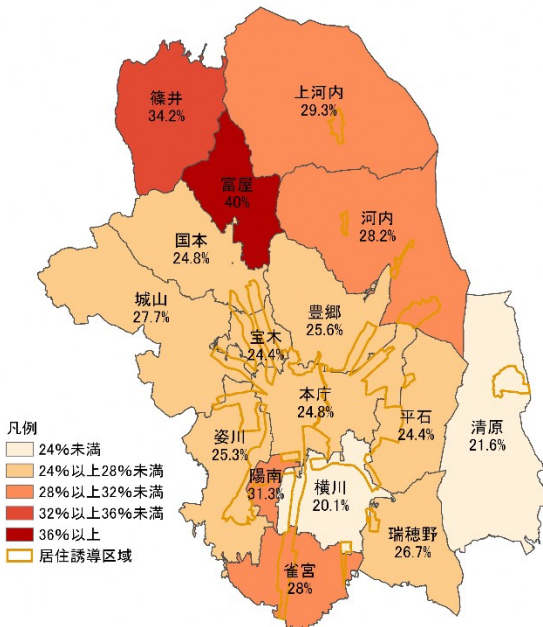 篠井
34.2%
上河内
29.3%
富屋
40%
河内
28.2%
国本
24.8%
城山
27.7%
豊郷
25.6%
宝木
24.4%
本庁
24.8%
平石
24.4%
清原
21.6%
姿川
25.3%
陽南
31.3%
横川
20.1%
瑞穂野
26.7%
雀宮
28%
凡例
24%未満
24%以上28%未満
28%以上32%未満
32%以上36%未満
36%以上
居住誘導区域